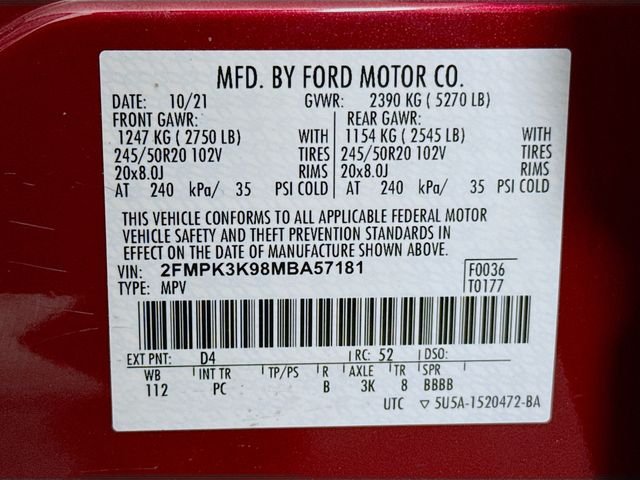 MFD. BY FORD MOTOR CO.
DATE: 10/21 GVWR: 2390 KG ( 5270 LB)
FRONT GAWR: REAR GAWR:
1247 KG ( 2750 LB) WITH 1154 KG ( 2545 LB) WITH
245/50R20 102V TIRES 245/50R20 102V TIRES
20x8.0J RIMS 20x8.0J RIMS
AT 240 kPa/ 35 PSI COLD AT 240 kPa/ 35 PSI COLD
THIS VEHICLE CONFORMS TO ALL APPLICABLE FEDERAL MOTOR
VEHICLE SAFETY AND THEFT PREVENTION STANDARDS IN
EFFECT ON THE DATE OF MANUFACTURE SHOWN ABOVE.
VIN: 2FMPK3K98MBA57181 F0036
TYPE: MPV T0177
EXT PNT: D4 RC: 52 DSO:
WB INT TR TP/PS R AXLE TR SPR
112 PC B 3K 8 BBBB
UTC ▽ 5U5A-1520472-BA